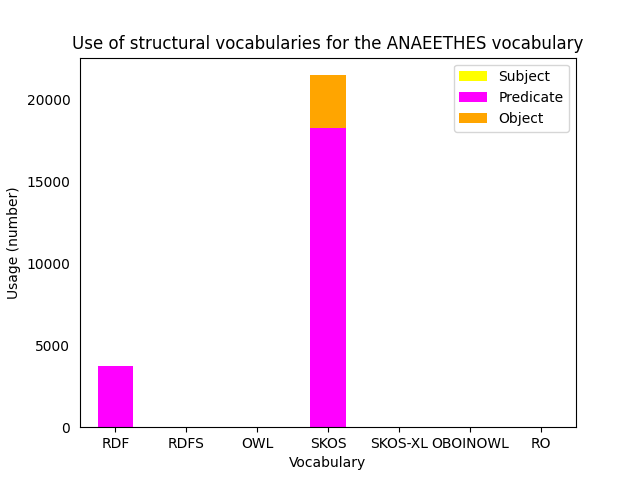 Use of structural vocabularies for the ANAEETHES vocabulary
Subject
Predicate
Object
20000
15000
10000
5000
0
Usage (number)
RDF RDFS OWL SKOS SKOS-XL OBOINOWL RO
Vocabulary